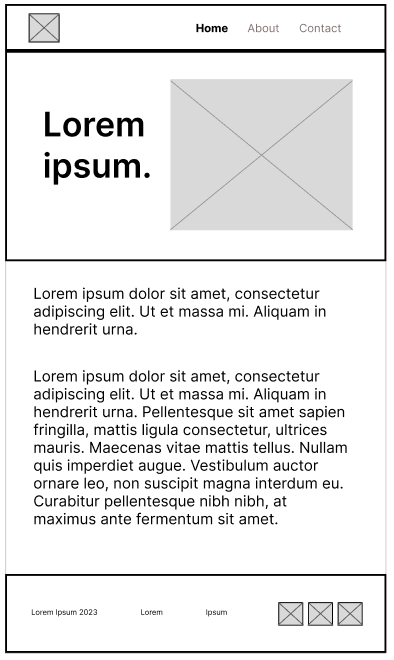 Home About Contact
Lorem
ipsum.
Lorem ipsum dolor sit amet, consectetur
adipiscing elit. Ut et massa mi. Aliquam in
hendrerit urna.
Lorem ipsum dolor sit amet, consectetur
adipiscing elit. Ut et massa mi. Aliquam in
hendrerit urna. Pellentesque sit amet sapien
fringilla, mattis ligula consectetur, ultrices
mauris. Maecenas vitae mattis tellus. Nullam
quis imperdiet augue. Vestibulum auctor
ornare leo, non suscipit magna interdum eu.
Curabitur pellentesque nibh nibh, at
maximus ante fermentum sit amet.
Lorem Ipsum 2023 Lorem Ipsum